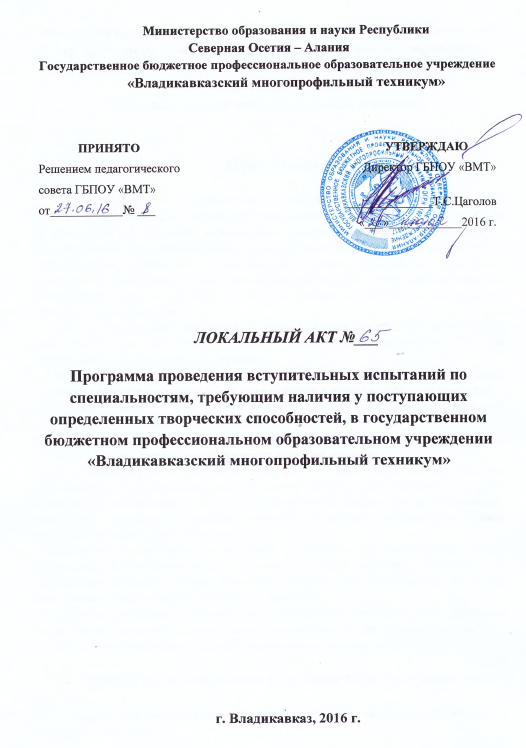 Министерство образования и науки Республики
Северная Осетия – Алания
Государственное бюджетное профессиональное образовательное учреждение
«Владикавказский многопрофильный техникум»
ПРИНЯТО
Решением педагогического
совета ГБПОУ «ВМТ»
от 27.06.16 № 8
УТВЕРЖДАЮ
Директор ГБПОУ «ВМТ»
Т.С.Цаголов
2016 г.
ЛОКАЛЬНЫЙ АКТ № 65
Программа проведения вступительных испытаний по
специальностям, требующим наличия у поступающих
определенных творческих способностей, в государственном
бюджетном профессиональном образовательном учреждении
«Владикавказский многопрофильный техникум»
г. Владикавказ, 2016 г.